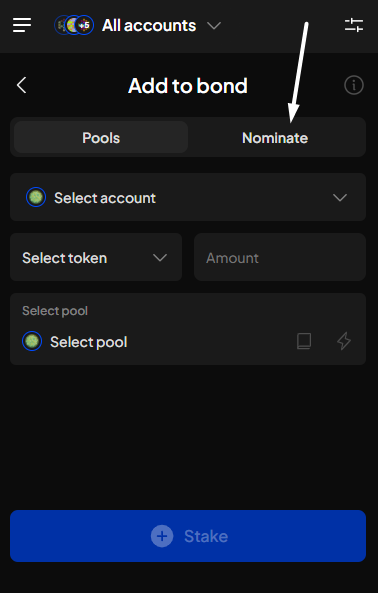 +5 All accounts
Add to bond
Pools Nominate
Select account
Select token Amount
Select pool
Select pool
Stake